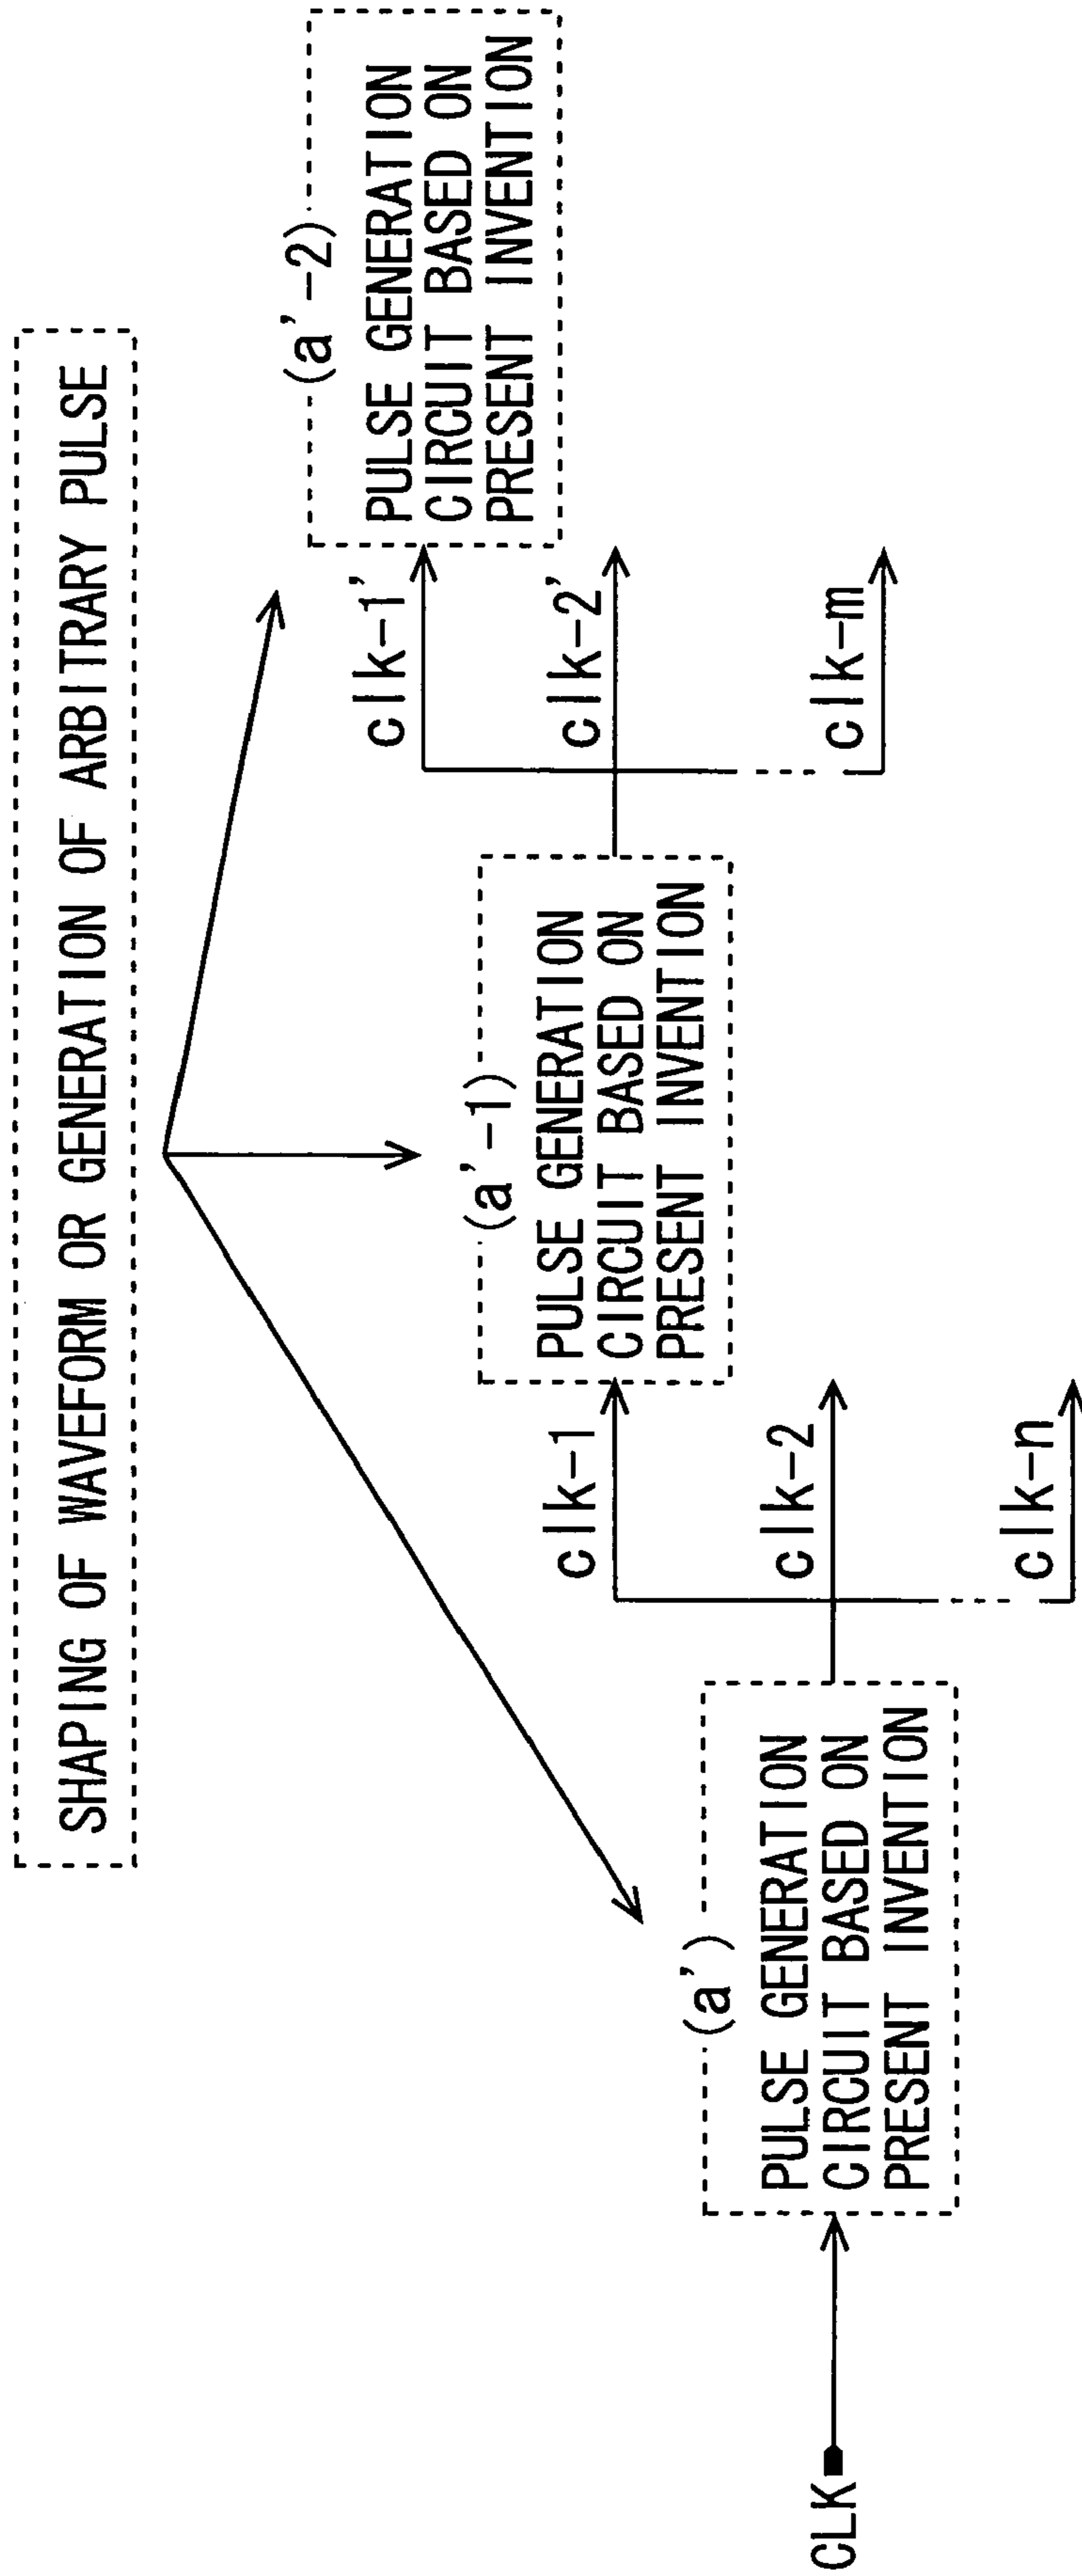 SHAPING OF WAVEFORM OR GENERATION OF ARBITRARY PULSE
(a'-2)
PULSE GENERATION
CIRCUIT BASED ON
PRESENT INVENTION
clk-1'
clk-2'
clk-m
(a'-1)
PULSE GENERATION
CIRCUIT BASED ON
PRESENT INVENTION
clk-1
clk-2
clk-n
(a')
PULSE GENERATION
CIRCUIT BASED ON
PRESENT INVENTION
CLK